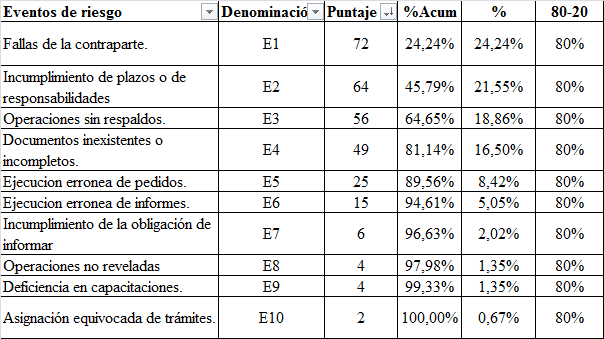 Eventos de riesgo Denominació Puntaje %Acum % 80-20
Fallas de la contraparte. E1 72 24,24% 24,24% 80%
Incumplimiento de plazos o de
responsabilidades E2 64 45,79% 21,55% 80%
Operaciones sin respaldos. E3 56 64,65% 18,86% 80%
Documentos inexistentes o
incompletos. E4 49 81,14% 16,50% 80%
Ejecucion erronea de pedidos. E5 25 89,56% 8,42% 80%
Ejecucion erronea de informes. E6 15 94,61% 5,05% 80%
Incumplimiento de la obligación de
informar E7 6 96,63% 2,02% 80%
Operaciones no reveladas E8 4 97,98% 1,35% 80%
Deficiencia en capacitaciones. E9 4 99,33% 1,35% 80%
Asignación equivocada de trámites. E10 2 100,00% 0,67% 80%